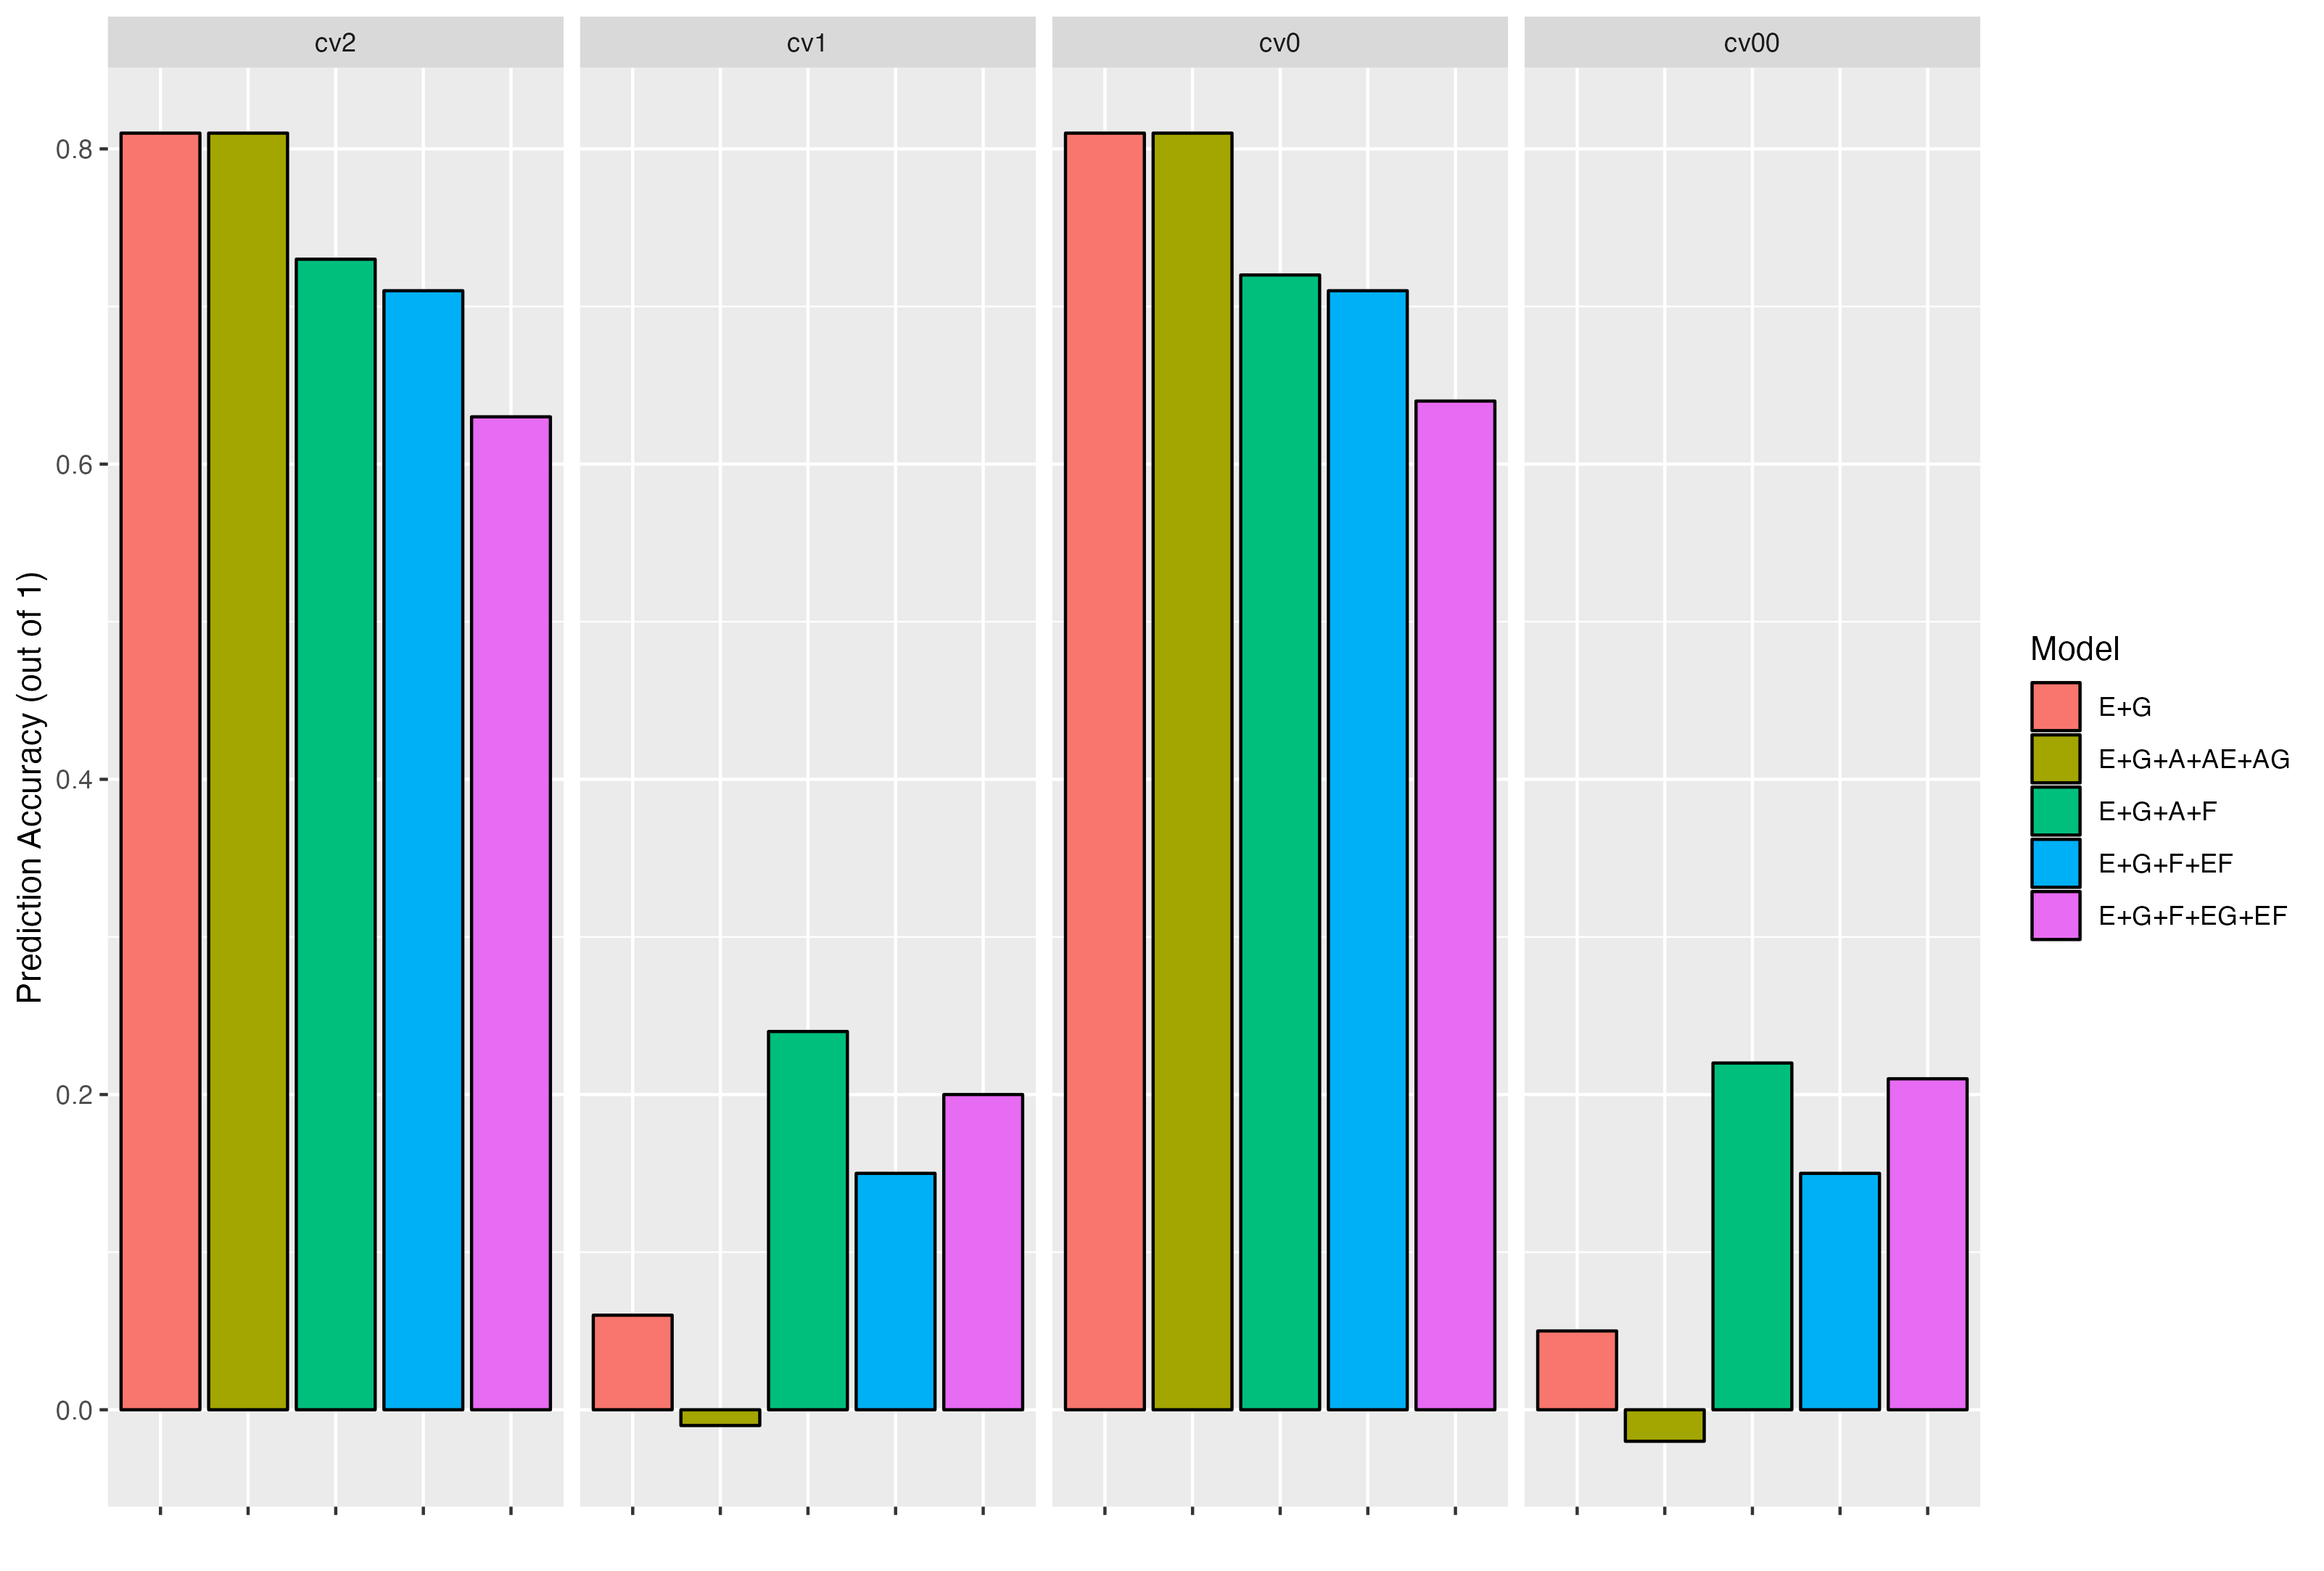 cv2
cv1
cv0
cv00
Prediction Accuracy (out of 1)
0.8
0.6
0.4
0.2
0.0
Model
E+G
E+G+A+AE+AG
E+G+A+F
E+G+F+EF
E+G+F+EG+EF